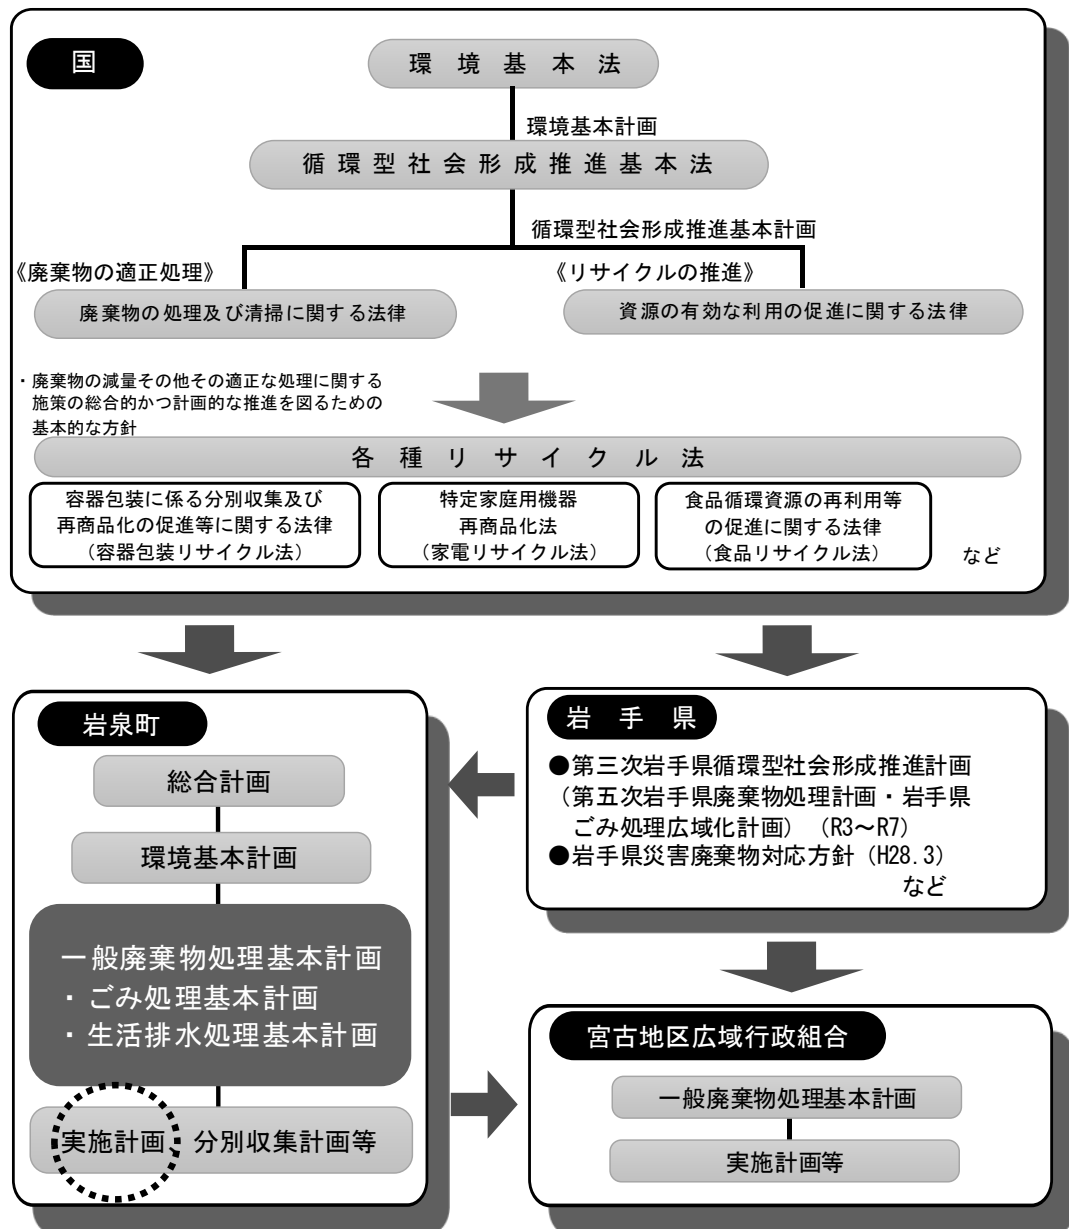 国
環境基本法
環境基本計画
循環型社会形成推進基本法
循環型社会形成推進基本計画
《廃棄物の適正処理》
《リサイクルの推進》
廃棄物の処理及び清掃に関する法律
資源の有効な利用の促進に関する法律
・廃棄物の減量その他その適正な処理に関する
施策の総合的かつ計画的な推進を図るための
基本的な方針
各種リサイクル法
容器包装に係る分別収集及び
再商品化の促進等に関する法律
(容器包装リサイクル法)
特定家庭用機器
再商品化法
(家電リサイクル法)
食品循環資源の再利用等
の促進に関する法律
(食品リサイクル法)
など
岩泉町
総合計画
環境基本計画
一般廃棄物処理基本計画
・ごみ処理基本計画
・生活排水処理基本計画
実施計画、分別収集計画等
岩手県
●第三次岩手県循環型社会形成推進計画
(第五次岩手県廃棄物処理計画・岩手県
ごみ処理広域化計画) (R3~R7)
●岩手県災害廃棄物対応方針(H28.3)
など
宮古地区広域行政組合
一般廃棄物処理基本計画
実施計画等